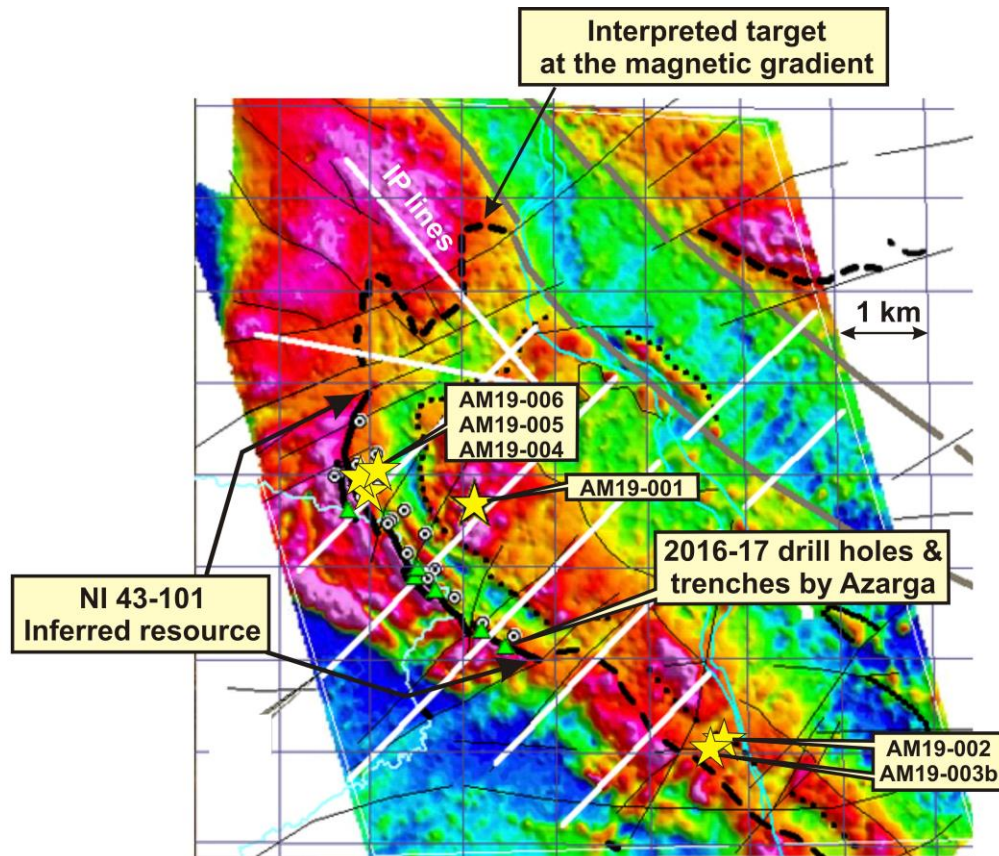 Interpreted target
at the magnetic gradient
IP lines
1 km
AM19-006
AM19-005
AM19-004
AM19-001
2016-17 drill holes &
trenches by Azarga
NI 43-101
Inferred resource
AM19-002
AM19-003b